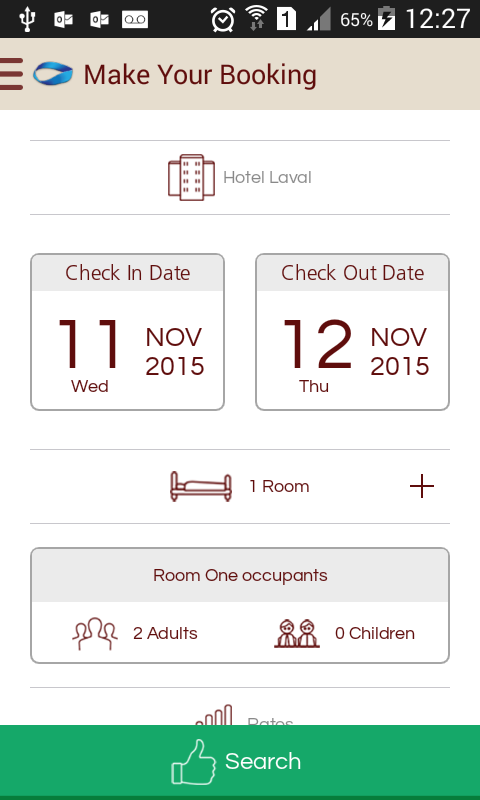 1 65% 12:27
Make Your Booking
Hotel Laval
Check In Date
11 NOV 2015
Wed
Check Out Date
12 NOV 2015
Thu
1 Room
Room One occupants
2 Adults 0 Children
Rates
Search